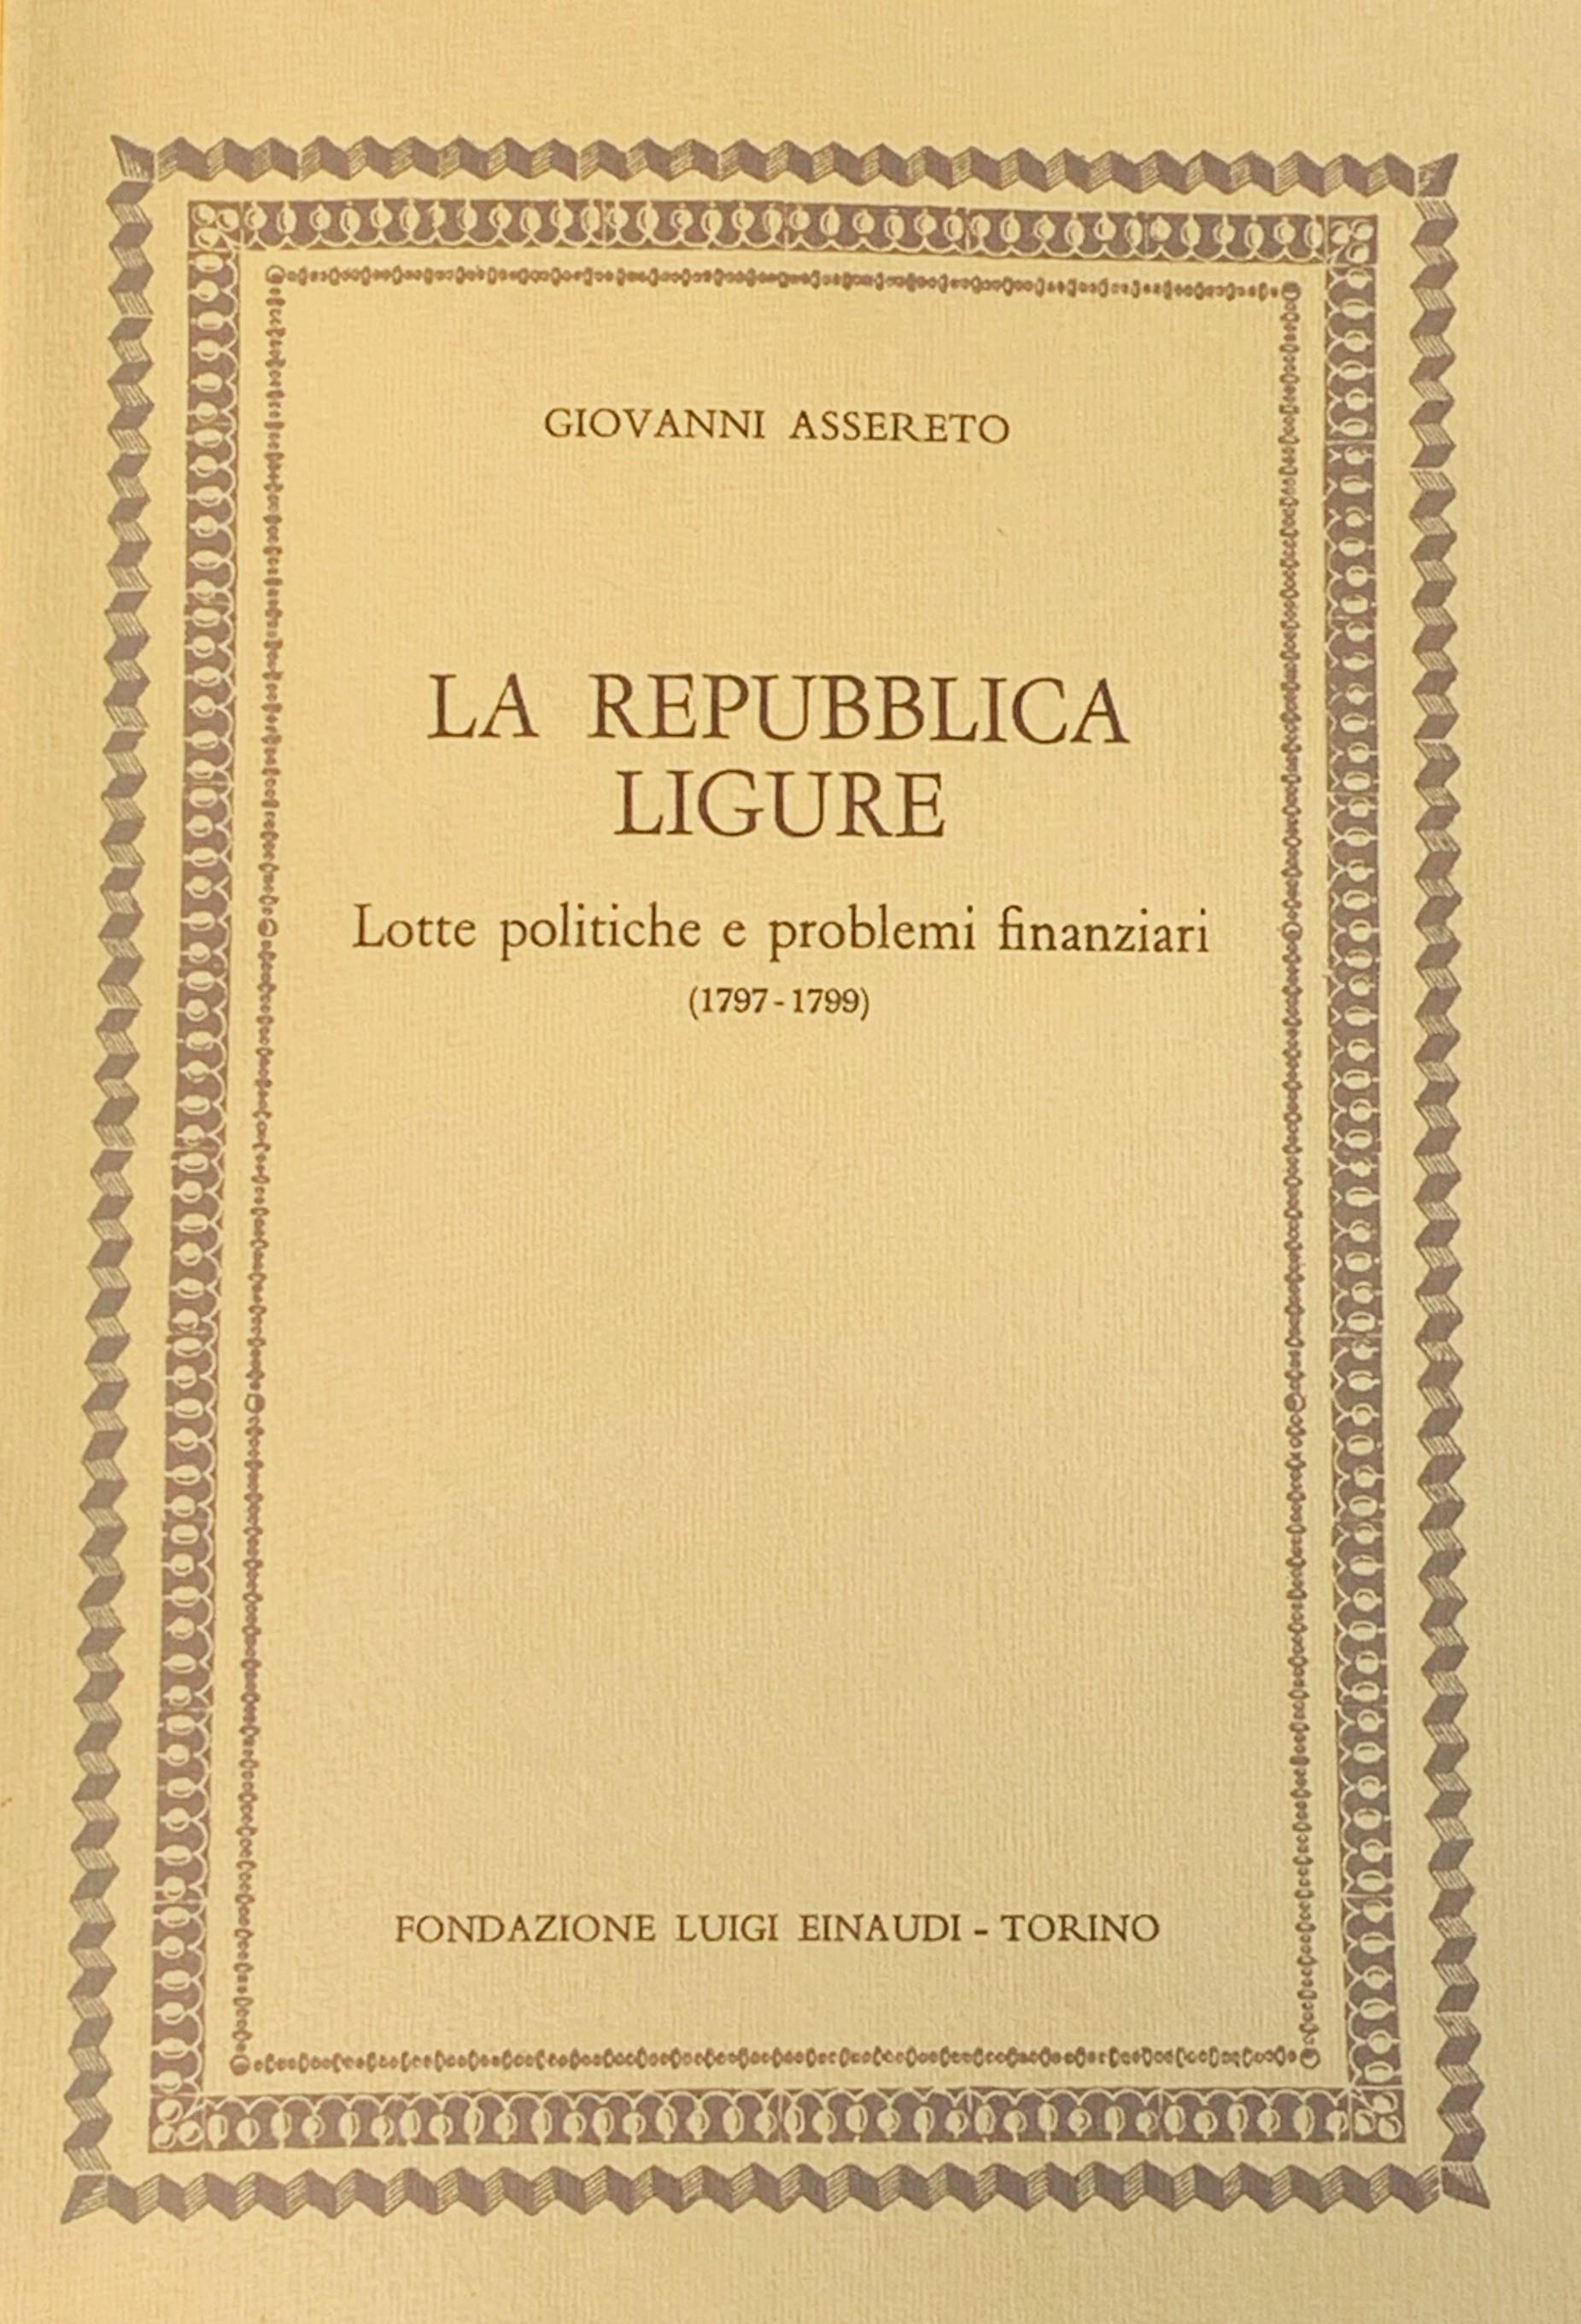 GIOVANNI ASSERETO
LA REPUBBLICA
LIGURE
Lotte politiche e problemi finanziari
(1797-1799)
FONDAZIONE LUIGI EINAUDI - TORINO